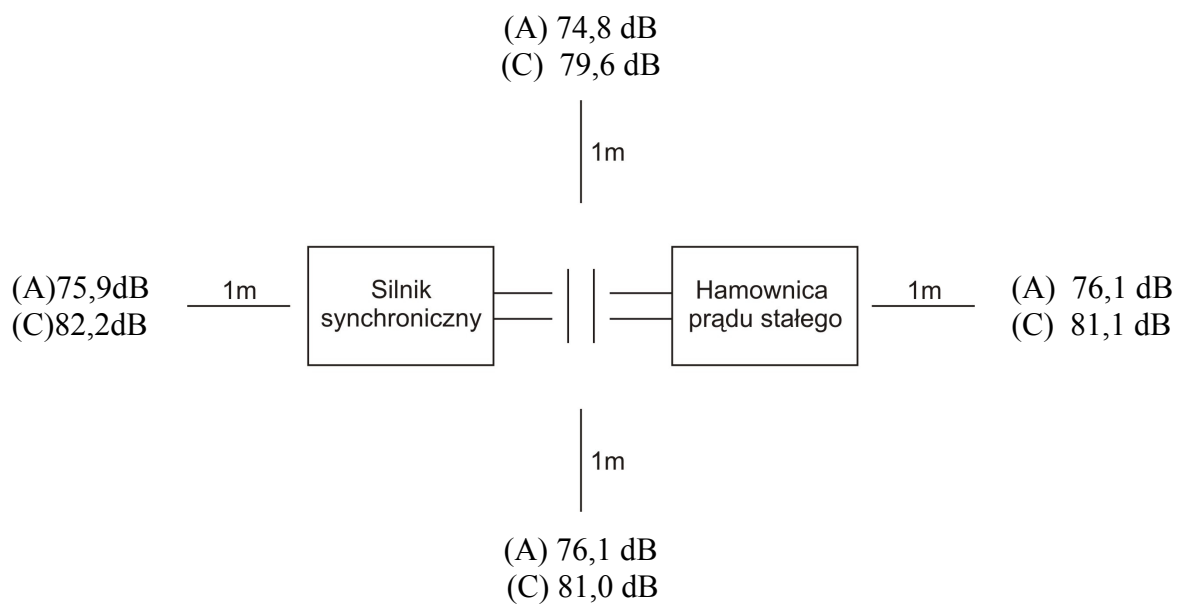 (A) 74,8 dB
(C) 79,6 dB
1m
(A)75,9dB
(C)82,2dB
1m
Silnik
synchroniczny
Hamownica
prądu stałego
1m
(A) 76,1 dB
(C) 81,1 dB
1m
(A) 76,1 dB
(C) 81,0 dB